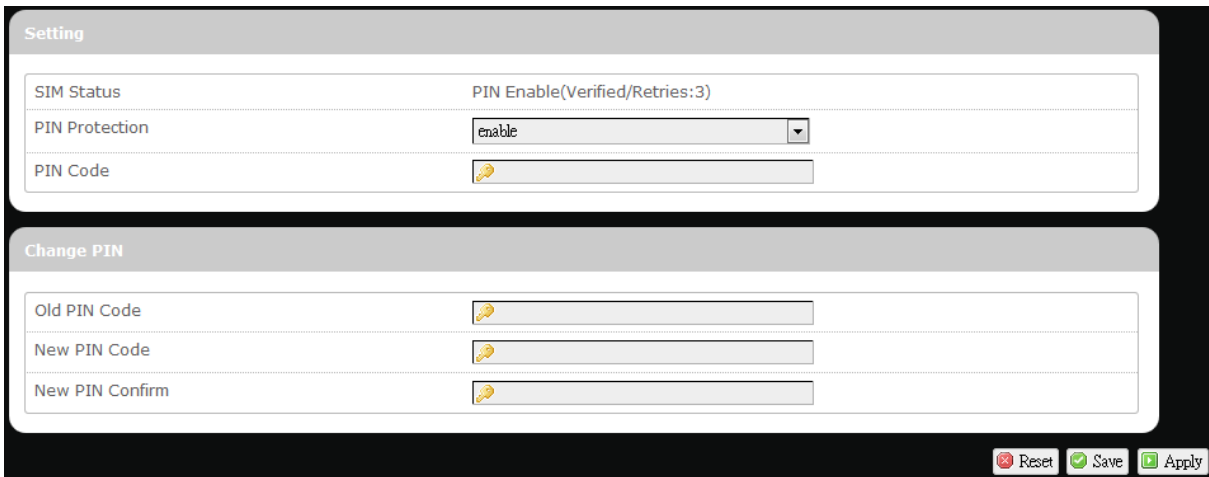 Setting
SIM Status PIN Enable(Verified/Retries:3)
PIN Protection enable
PIN Code
Change PIN
Old PIN Code
New PIN Code
New PIN Confirm
Reset Save Apply